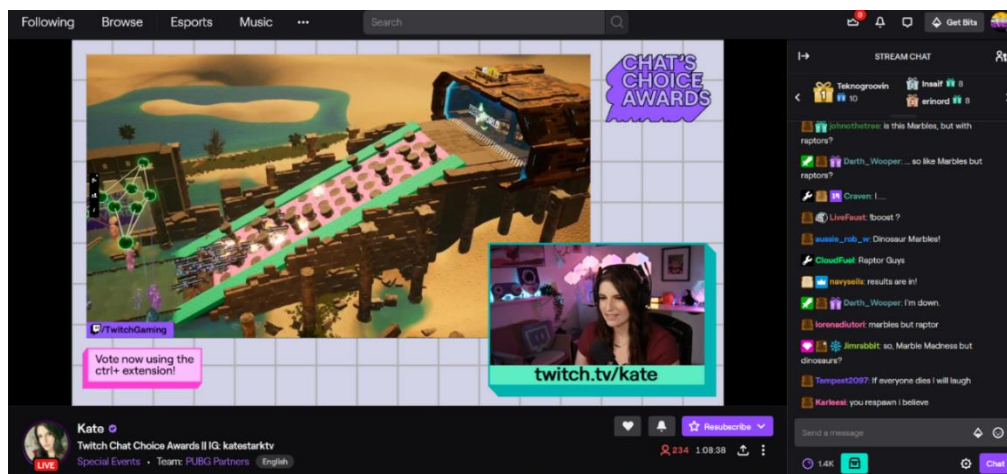 Following Browse Esports Music
Search
9
Get Bits
CHAT'S
CHOICE
AWARDS
/TwitchGaming
Vote now using the
ctrl+ extension!
twitch.tv/kate
Kate
Twitch Chat Choice Awards II IG: katestarktv
Special Events • Team: PUBG Partners English
LIVE
Resubscribe
234 1:08:38
STREAM CHAT
1
Teknogroovin
10
Insaif 8
erinord 8
johnothetree: is this Marbles, but with
raptors?
Darth_Wooper: ... so like Marbles but
raptors?
Craven: I....
LiveFaust: !boost ?
aussie_rob_w: Dinosaur Marbles!
CloudFuel: Raptor Guys
navyseils: results are in!
Darth_Wooper: I'm down.
lorenadiutori: marbles but raptor
Jimrabbit: so, Marble Madness but
dinosaurs?
Tempest2097: If everyone dies I will laugh
Karleesi: you respawn i believe
Send a message
1.4K
Chat